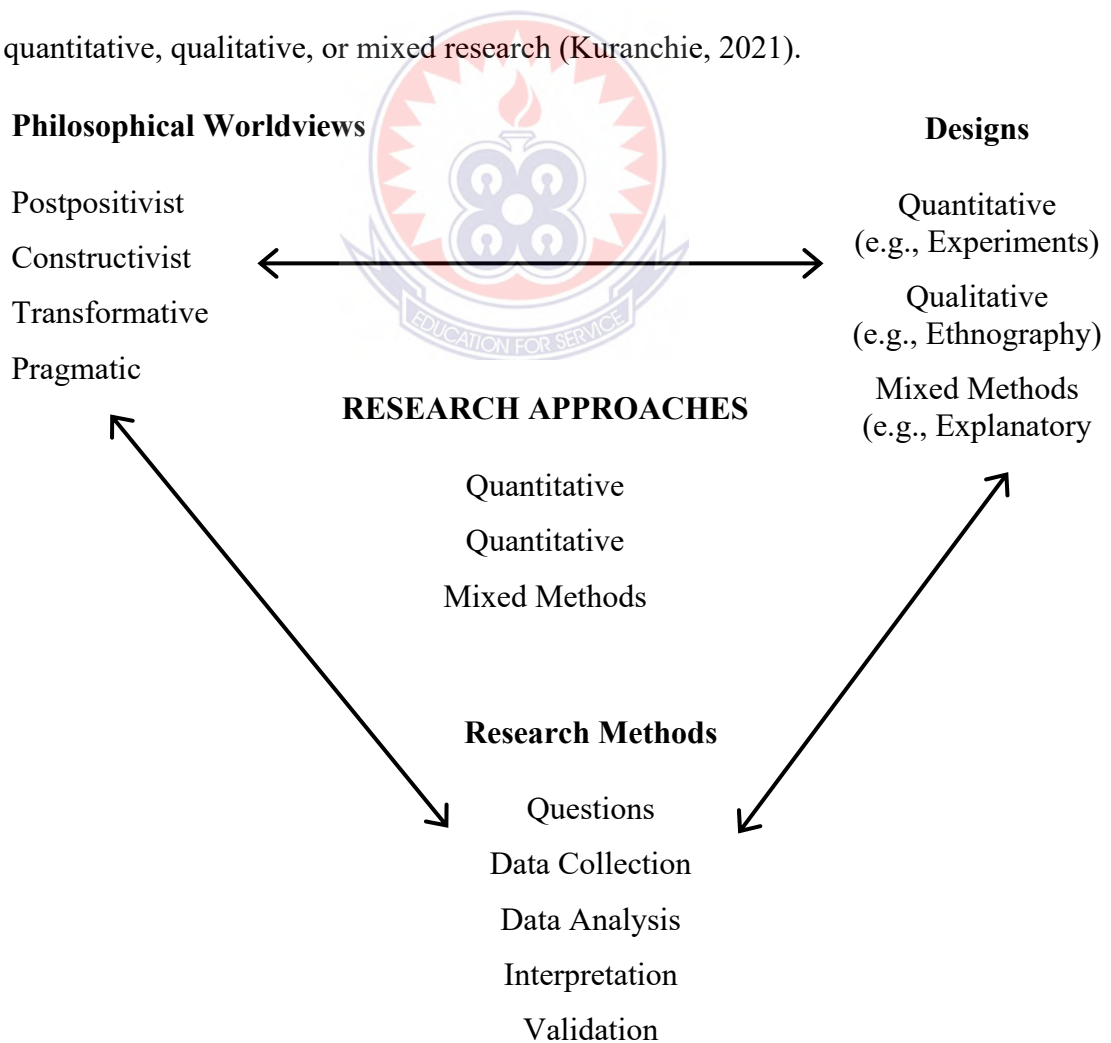 quantitative, qualitative, or mixed research (Kuranchie, 2021).
Philosophical Worldviews
Postpositivist
Constructivist
Transformative
Pragmatic
Designs
Quantitative
(e.g., Experiments)
Qualitative
(e.g., Ethnography)
Mixed Methods
(e.g., Explanatory
EDUCATION FOR SERVICE
RESEARCH APPROACHES
Quantitative
Quantitative
Mixed Methods
Research Methods
Questions
Data Collection
Data Analysis
Interpretation
Validation